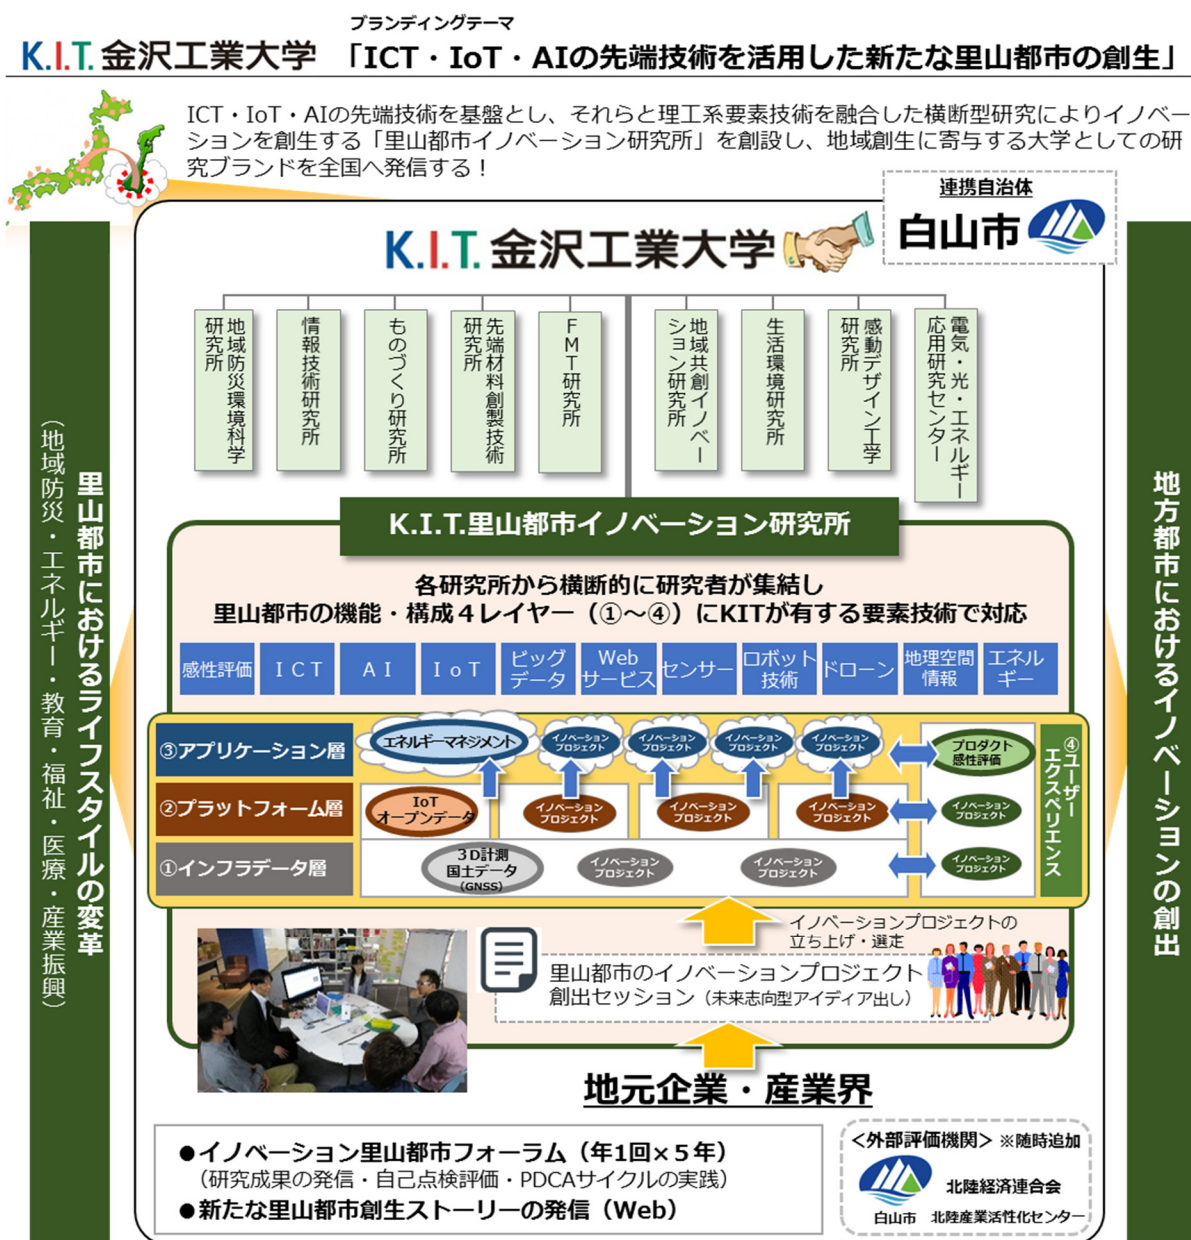 ブランディングテーマ
K.I.T. 金沢工業大学 「ICT・IoT・AIの先端技術を活用した新たな里山都市の創生」
ICT・IoT・AIの先端技術を基盤とし、それらと理工系要素技術を融合した横断型研究によりイノベー
ションを創生する「里山都市イノベーション研究所」を創設し、地域創生に寄与する大学としての研
究ブランドを全国へ発信する！
連携自治体
白山市
K.I.T. 金沢工業大学
地域防災環境科学
研究所
情報技術研究所
ものづくり研究所
先端材料創製技術
研究所
FMT研究所
地域共創イノベー
ション研究所
生活環境研究所
感動デザイン工学
研究所
電気・光・エネルギー
応用研究センター
里山都市におけるライフスタイルの変革
（地域防災・エネルギー・教育・福祉・医療・産業振興）
地方都市におけるイノベーションの創出
K.I.T.里山都市イノベーション研究所
各研究所から横断的に研究者が集結し
里山都市の機能・構成４レイヤー（①～④）にKITが有する要素技術で対応
感性評価
ICT
AI
IoT
ビッグ
データ
Web
サービス
センサー
ロボット
技術
ドローン
地理空間
情報
エネル
ギー
③アプリケーション層
エネルギーマネジメント
イノベーション
プロジェクト
イノベーション
プロジェクト
イノベーション
プロジェクト
イノベーション
プロジェクト
プロダクト
感性評価
④ユーザー
エクスペリエンス
②プラットフォーム層
IoT
オープンデータ
イノベーション
プロジェクト
イノベーション
プロジェクト
イノベーション
プロジェクト
イノベーション
プロジェクト
①インフラデータ層
3D計測
国土データ
(GNSS)
イノベーション
プロジェクト
イノベーション
プロジェクト
イノベーション
プロジェクト
イノベーションプロジェクトの
立ち上げ・選走
里山都市のイノベーションプロジェクト
創出セッション（未来志向型アイディア出し）
地元企業・産業界
●イノベーション里山都市フォーラム（年1回×５年）
（研究成果の発信・自己点検評価・PDCAサイクルの実践）
●新たな里山都市創生ストーリーの発信（Web）
＜外部評価機関＞ ※随時追加
白山市
北陸経済連合会
北陸産業活性化センター